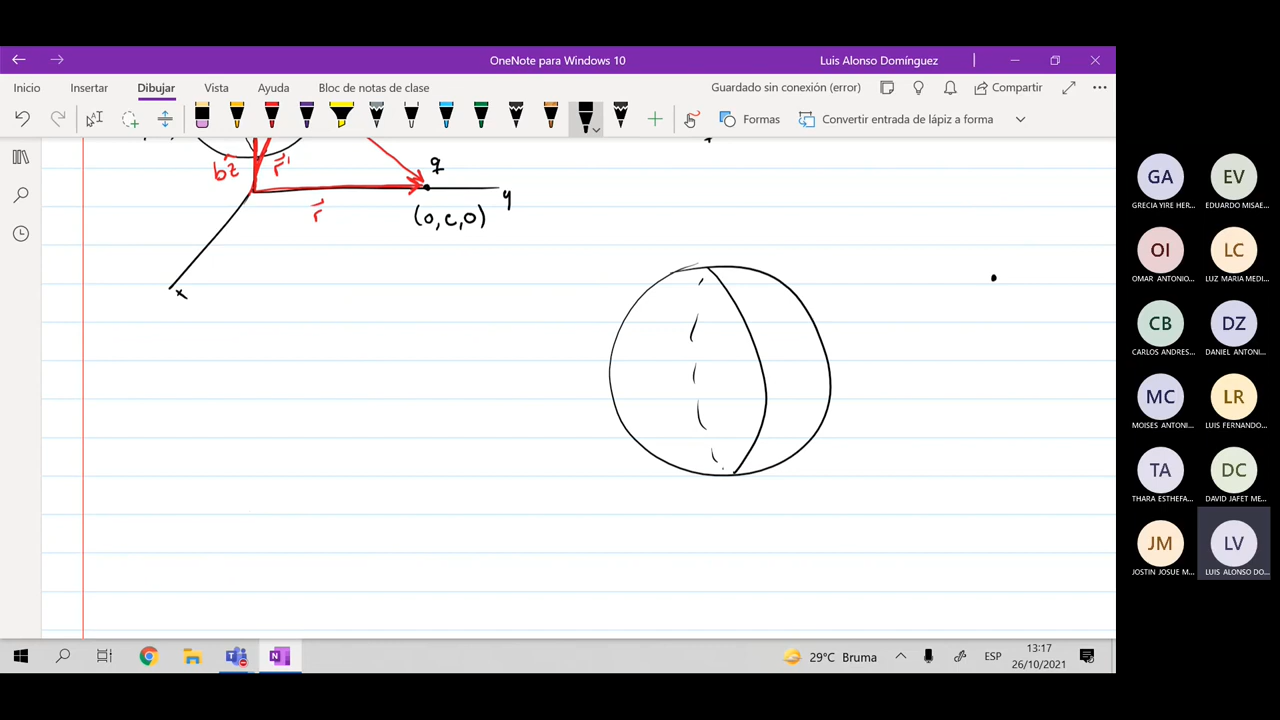 OneNote para Windows 10
Luis Alonso Domínguez
Inicio
Insertar
Dibujar
Vista
Ayuda
Bloc de notas de clase
Guardado sin conexión (error)
Compartir
Formas
Convertir entrada de lápiz a forma
q
bẑ
r⃗'
y
r⃗
(0, c, 0)
x
GA
EV
GRECIA YIRE HER...
EDUARDO MISAE...
OI
LC
OMAR ANTONIO...
LUZ MARIA MEDI...
CB
DZ
CARLOS ANDRES...
DANIEL ANTONI...
MC
LR
MOISES ANTONI...
LUIS FERNANDO...
TA
DC
THARA ESTHEFA...
DAVID JAFET ME...
JM
LV
JOSTIN JOSUE M...
LUIS ALONSO DO...
N
29°C Bruma
ESP
13:17
26/10/2021